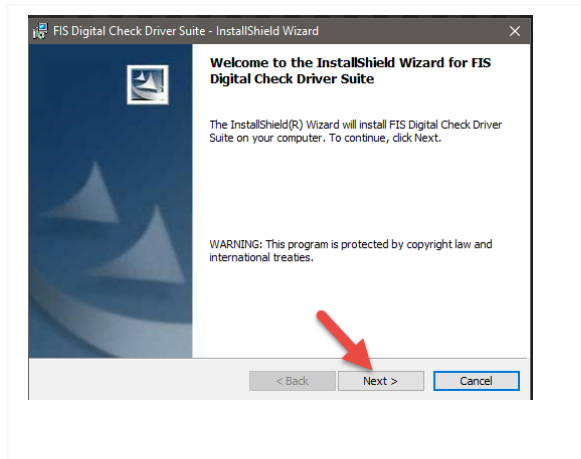 FIS Digital Check Driver Suite - InstallShield Wizard
Welcome to the InstallShield Wizard for FIS
Digital Check Driver Suite
The InstallShield(R) Wizard will install FIS Digital Check Driver
Suite on your computer. To continue, click Next.
WARNING: This program is protected by copyright law and
international treaties.
< Back Next > Cancel